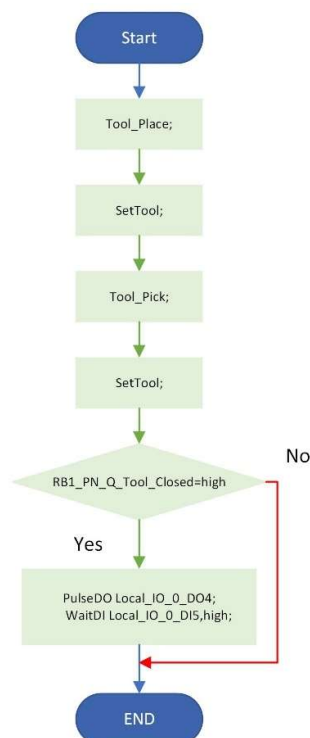 Start
Tool_Place;
SetTool;
Tool_Pick;
SetTool;
RB1_PN_Q_Tool_Closed=high
No
Yes
PulseDO Local_IO_0_DO4;
WaitDI Local_IO_0_DI5,high;
END